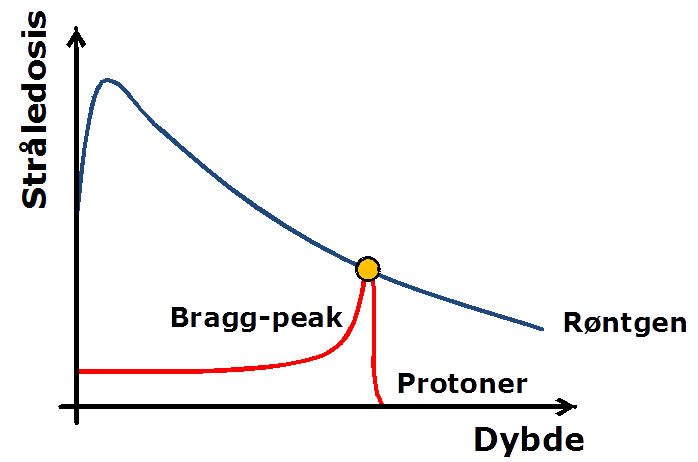 Stråledosis
Bragg-peak
Røntgen
Protoner
Dybde